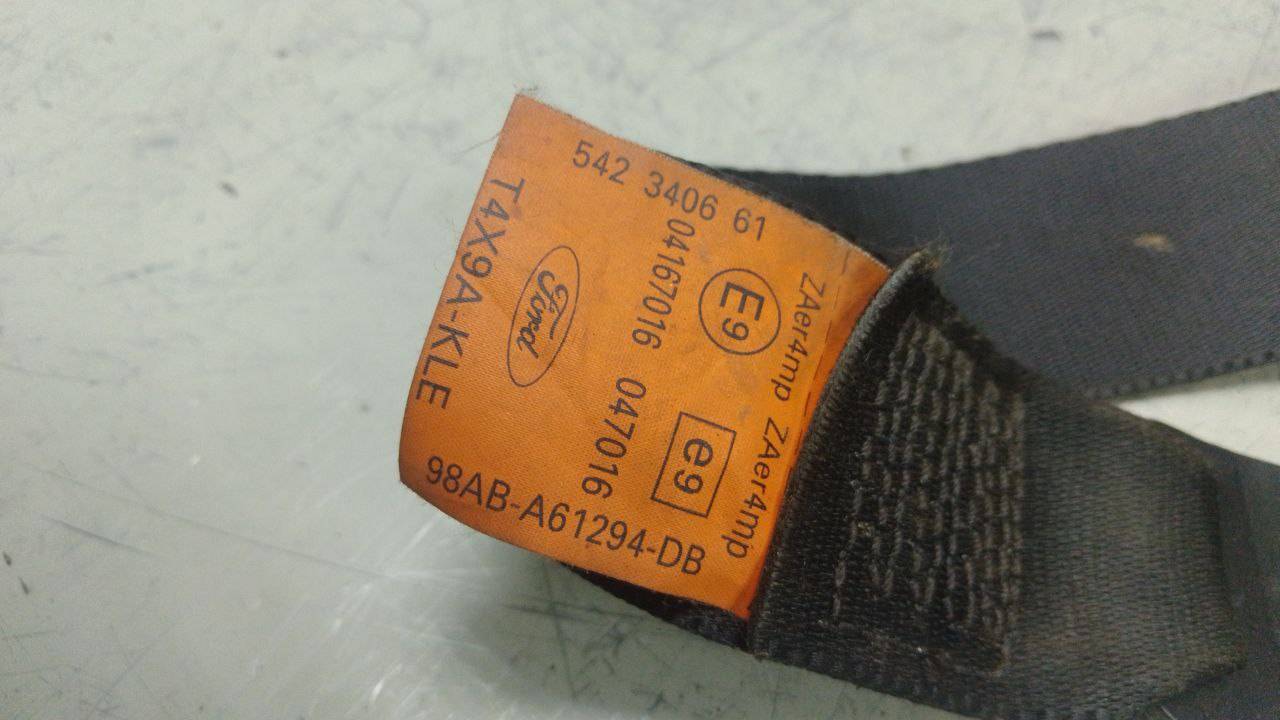 542 3406 61
T4X9A-KLE
Ford
04167016 047016
E9
e9
ZAer4mp ZAer4mp
98AB-A61294-DB